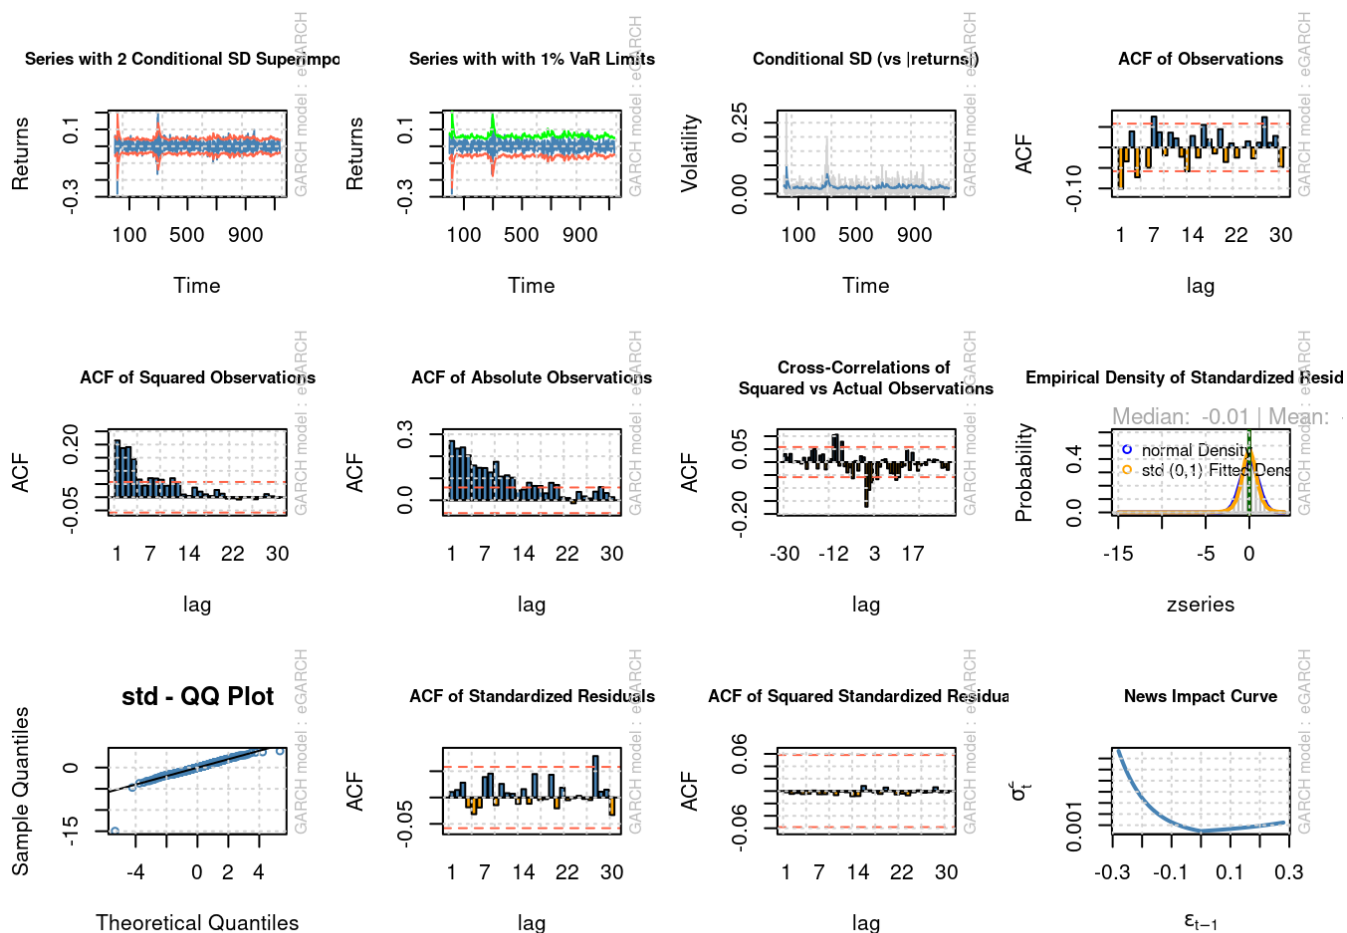 Series with 2 Conditional SD Superimpo
Returns
0.1
-0.3
100 500 900
Time
GARCH model : eGARCH
Series with with 1% VaR Limits
Returns
0.1
-0.3
100 500 900
Time
GARCH model : eGARCH
Conditional SD (vs |returns|)
Volatility
0.25
0.00
100 500 900
Time
GARCH model : eGARCH
ACF of Observations
ACF
-0.10
1 7 14 22 30
lag
GARCH model : eGARCH
ACF of Squared Observations
ACF
0.20
-0.05
1 7 14 22 30
lag
GARCH model : eGARCH
ACF of Absolute Observations
ACF
0.3
0.0
1 7 14 22 30
lag
GARCH model : eGARCH
Cross-Correlations of
Squared vs Actual Observations
ACF
0.05
-0.20
-30 -12 3 17
lag
GARCH model : eGARCH
Empirical Density of Standardized Resid
Median: -0.01 | Mean: -
Probability
0.4
0.0
normal Density
std (0,1) Fitted Dens
-15 -5 0
zseries
GARCH model : eGARCH
std - QQ Plot
Sample Quantiles
0
-15
-4 0 2 4
Theoretical Quantiles
GARCH model : eGARCH
ACF of Standardized Residuals
ACF
-0.05
1 7 14 22 30
lag
GARCH model : eGARCH
ACF of Squared Standardized Residua
ACF
0.06
-0.06
1 7 14 22 30
lag
GARCH model : eGARCH
News Impact Curve
0.001
-0.3 -0.1 0.1 0.3
εt−1
GARCH model : eGARCH